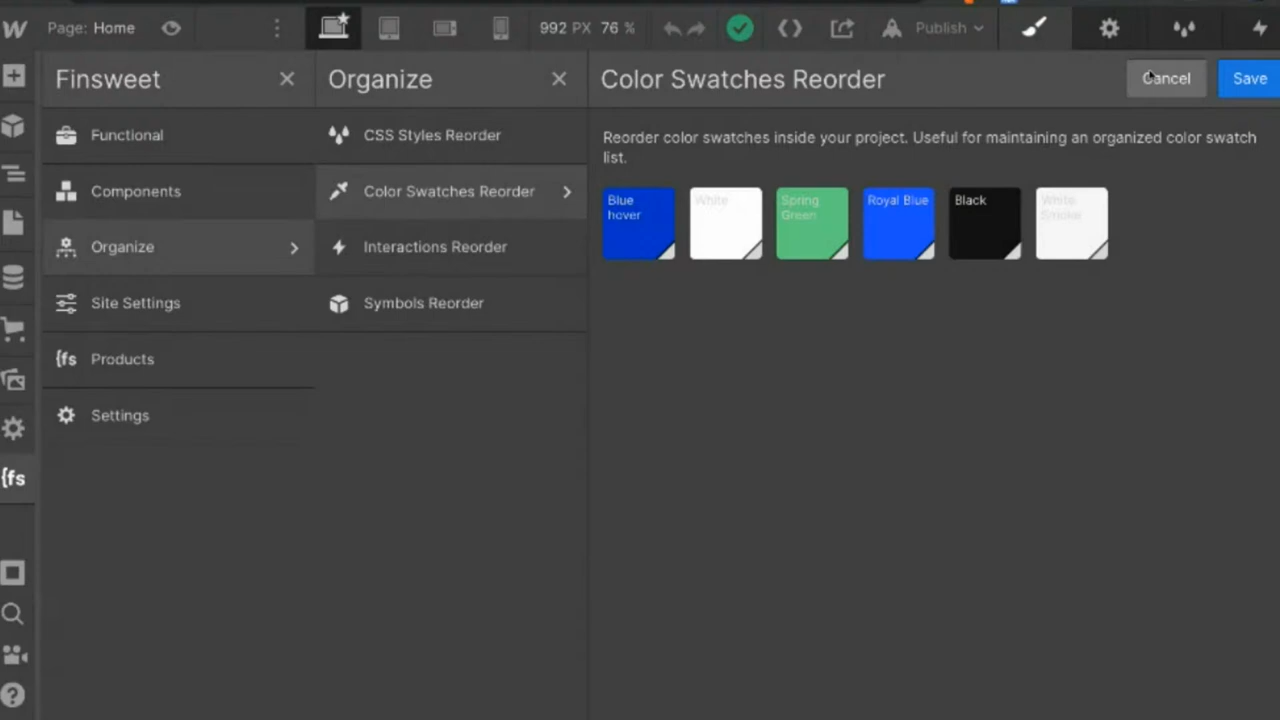 Page: Home
992 PX 76 %
Publish
Finsweet
Organize
Color Swatches Reorder
Cancel
Save
Functional
Components
Organize
Site Settings
{fs Products
Settings
CSS Styles Reorder
Color Swatches Reorder
Interactions Reorder
Symbols Reorder
Reorder color swatches inside your project. Useful for maintaining an organized color swatch
list.
Blue
hover
White
Spring
Green
Royal Blue
Black
White
Smoke
{fs